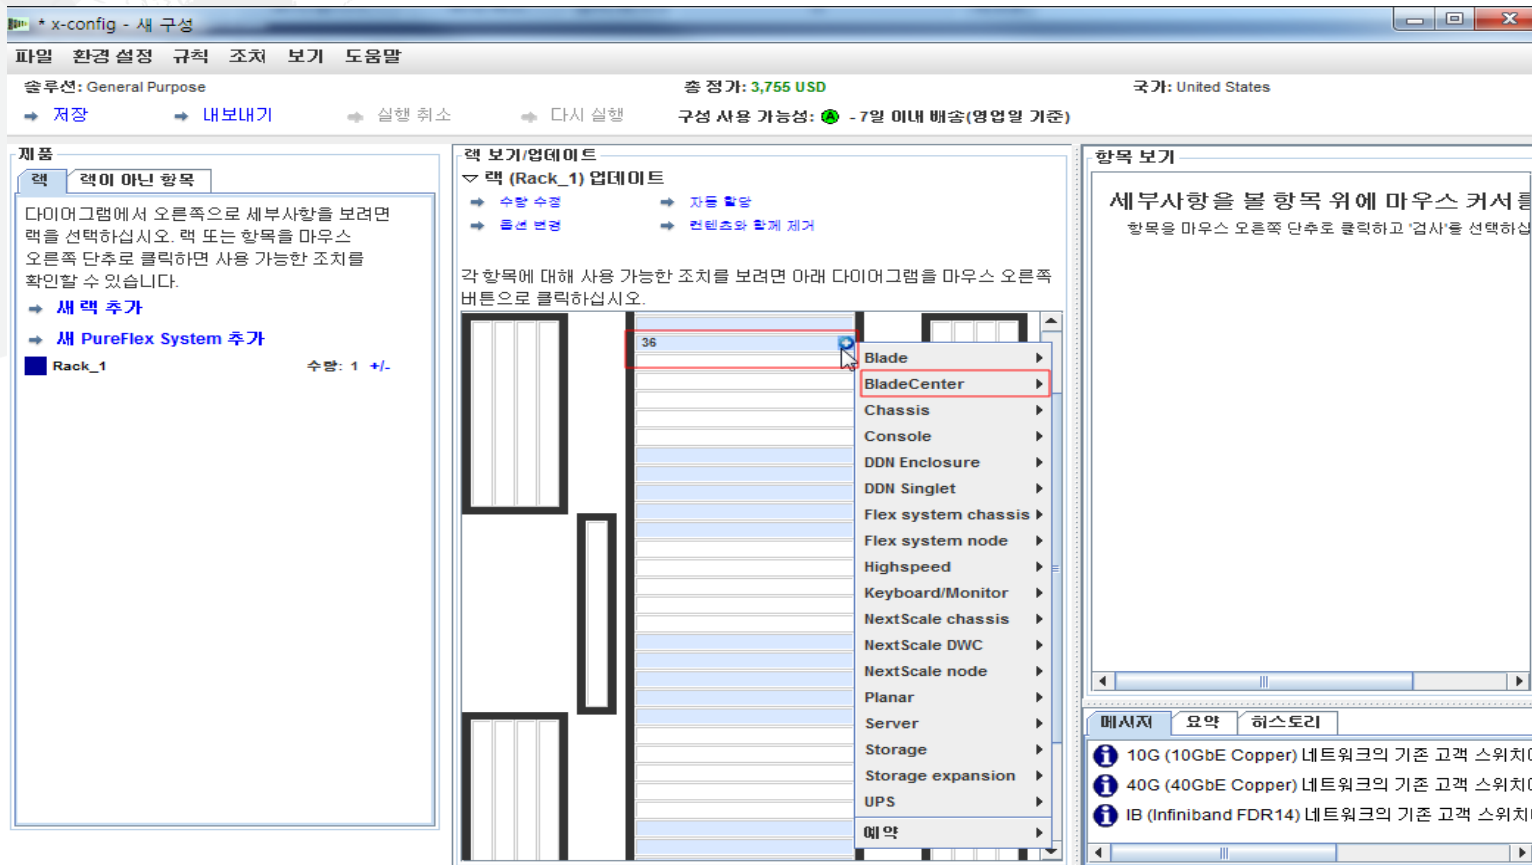 * x-config - 새 구성
파일 환경 설정 규칙 조치 보기 도움말
솔루션: General Purpose
총 정가: 3,755 USD
국가: United States
저장 내보내기 실행 취소 다시 실행
구성 사용 가능성: A - 7일 이내 배송(영업일 기준)
제품
랙 랙이 아닌 항목
다이어그램에서 오른쪽으로 세부사항을 보려면
랙을 선택하십시오. 랙 또는 항목을 마우스
오른쪽 단추로 클릭하면 사용 가능한 조치를
확인할 수 있습니다.
새 랙 추가
새 PureFlex System 추가
Rack_1 수량: 1 +/-
랙 보기/업데이트
랙 (Rack_1) 업데이트
수량 수정 자동 할당
옵션 변경 컨텐츠와 함께 제거
각 항목에 대해 사용 가능한 조치를 보려면 아래 다이어그램을 마우스 오른쪽
버튼으로 클릭하십시오.
36
Blade
BladeCenter
Chassis
Console
DDN Enclosure
DDN Singlet
Flex system chassis
Flex system node
Highspeed
Keyboard/Monitor
NextScale chassis
NextScale DWC
NextScale node
Planar
Server
Storage
Storage expansion
UPS
예약
항목 보기
세부사항을 볼 항목 위에 마우스 커서를
항목을 마우스 오른쪽 단추로 클릭하고 '검사'를 선택하십
메시지 요약 히스토리
10G (10GbE Copper) 네트워크의 기존 고객 스위치
40G (40GbE Copper) 네트워크의 기존 고객 스위치
IB (Infiniband FDR14) 네트워크의 기존 고객 스위치